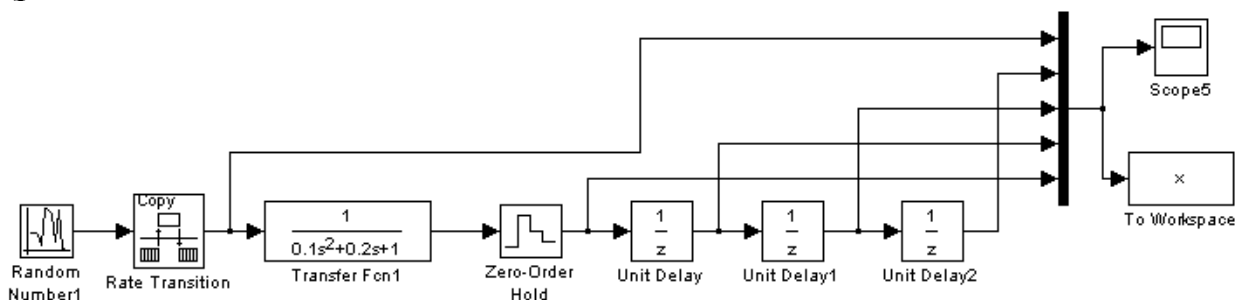 Scope5
x
To Workspace
Copy
Random
Number1
Rate Transition
1
0.1s2+0.2s+1
Transfer Fcn1
Zero-Order
Hold
1
z
Unit Delay
1
z
Unit Delay1
1
z
Unit Delay2